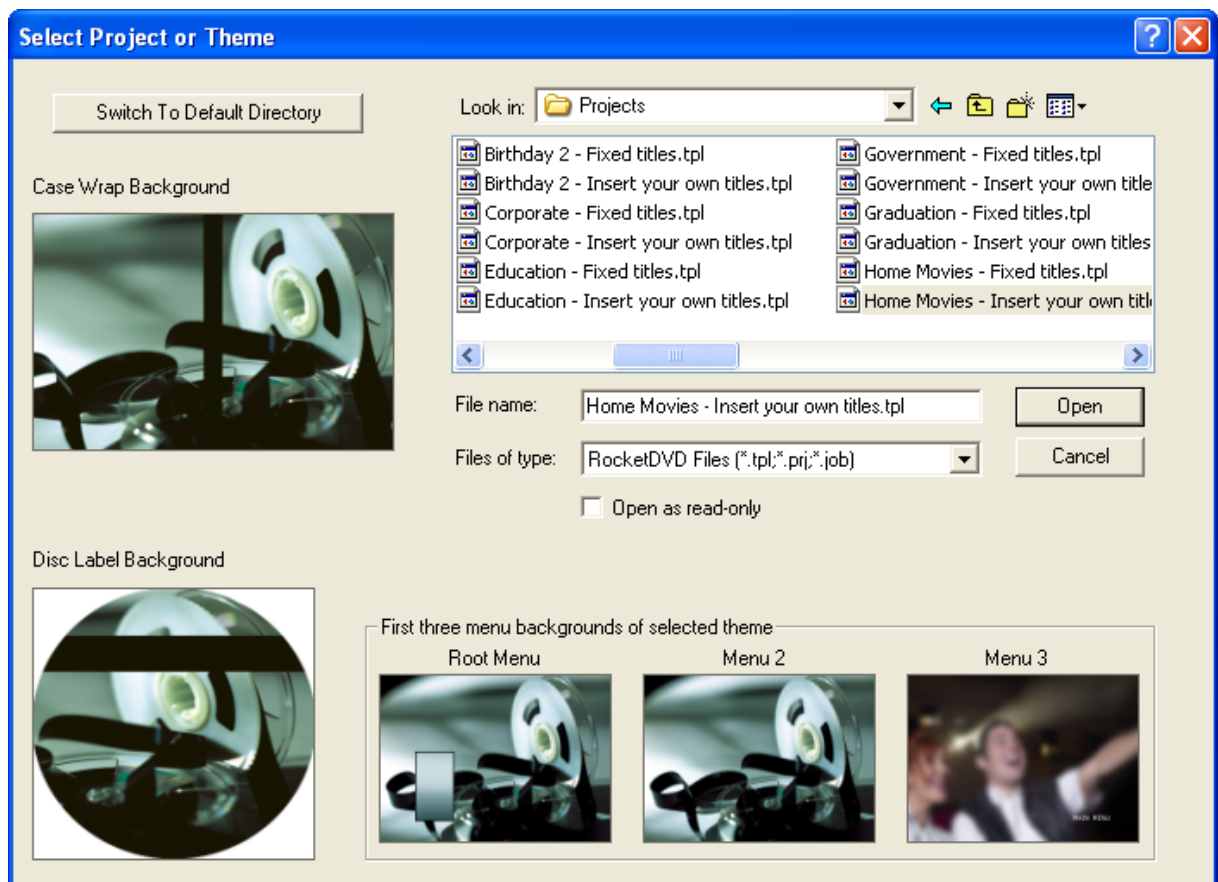 Select Project or Theme
Switch To Default Directory
Look in: Projects
Case Wrap Background
Birthday 2 - Fixed titles.tpl
Birthday 2 - Insert your own titles.tpl
Corporate - Fixed titles.tpl
Corporate - Insert your own titles.tpl
Education - Fixed titles.tpl
Education - Insert your own titles.tpl
Government - Fixed titles.tpl
Government - Insert your own title
Graduation - Fixed titles.tpl
Graduation - Insert your own titles
Home Movies - Fixed titles.tpl
Home Movies - Insert your own titl
File name: Home Movies - Insert your own titles.tpl Open
Files of type: RocketDVD Files (*.tpl;*.prj;*.job) Cancel
Open as read-only
Disc Label Background
First three menu backgrounds of selected theme
Root Menu Menu 2 Menu 3
MAIN MENU